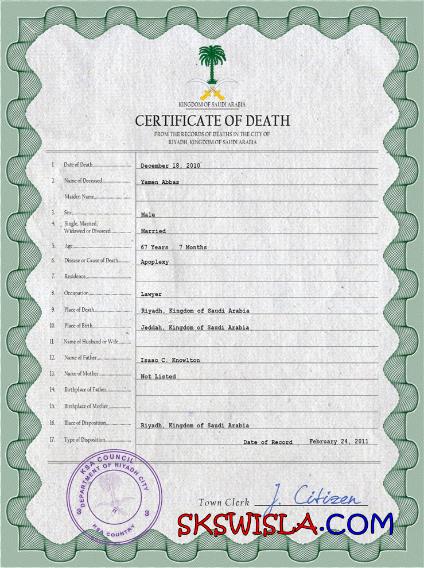 KINGDOM OF SAUDI ARABIA
CERTIFICATE OF DEATH
FROM THE RECORDS OF DEATHS IN THE CITY OF
RIYADH, KINGDOM OF SAUDI ARABIA
1. Date of Death December 18, 2010
2. Name of Deceased Yamen Abbas
Maiden Name
3. Sex Male
4. Single, Married,
Widowed or Divorced Married
5. Age 67 Years 7 Months
6. Disease or Cause of Death Apoplexy
7. Residence
8. Occupation Lawyer
9. Place of Death Riyadh, Kingdom of Saudi Arabia
10. Place of Birth Jeddah, Kingdom of Saudi Arabia
11. Name of Husband or Wife
12. Name of Father Isaac C. Knowlton
13. Name of Mother Not Listed
14. Birthplace of Father
15. Birthplace of Mother
16. Place of Disposition Riyadh, Kingdom of Saudi Arabia
17. Type of Disposition Date of Record February 24, 2011
KSA COUNCIL
DEPARTMENT OF RIYADH CITY
KSA COUNTRY
Town Clerk J. Citizen
SKSWISLA.COM